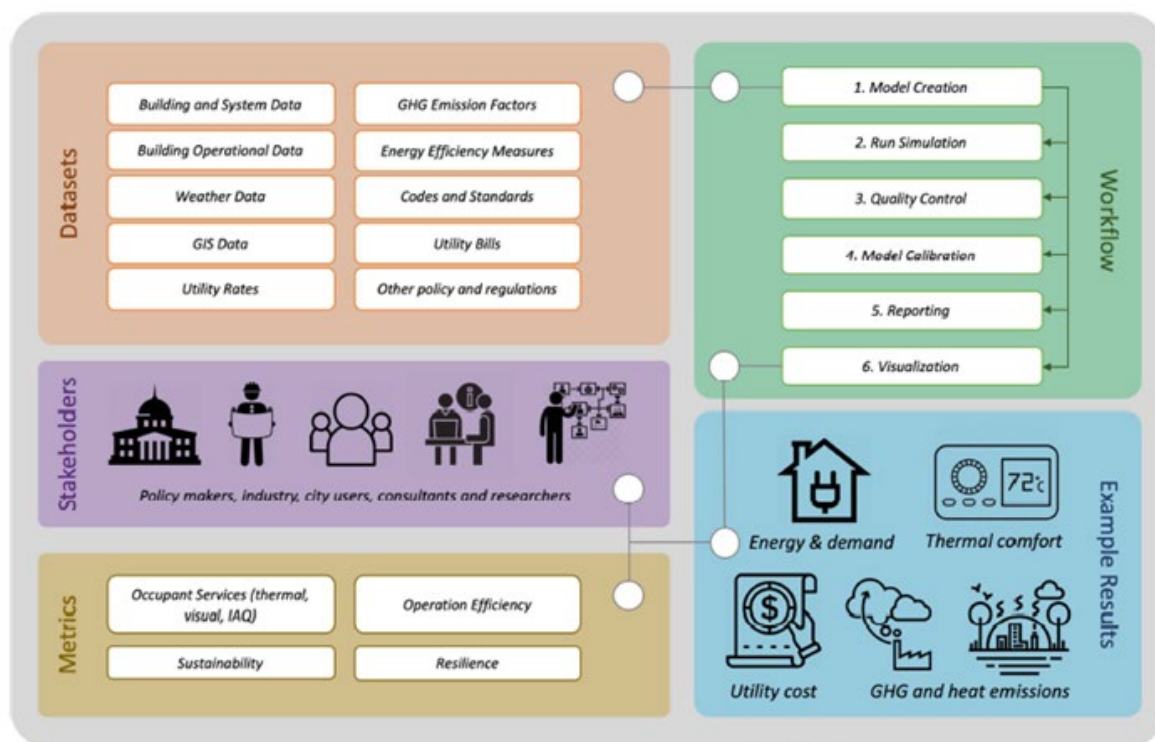 Datasets
Building and System Data
GHG Emission Factors
Building Operational Data
Energy Efficiency Measures
Weather Data
Codes and Standards
GIS Data
Utility Bills
Utility Rates
Other policy and regulations
Workflow
1. Model Creation
2. Run Simulation
3. Quality Control
4. Model Calibration
5. Reporting
6. Visualization
Stakeholders
Policy makers, industry, city users, consultants and researchers
Metrics
Occupant Services (thermal,
visual, IAQ)
Operation Efficiency
Sustainability
Resilience
Example Results
72°c
Energy & demand
Thermal comfort
$
Utility cost
GHG and heat emissions